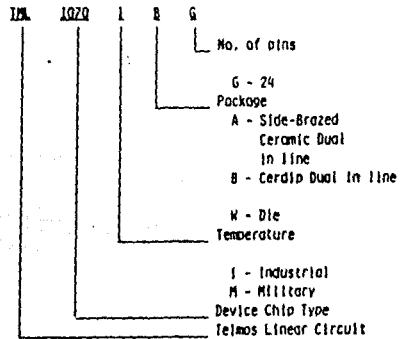 TML 1070 I B G
No. of pins
G - 24
Package
A - Side-Brazed
Ceramic Dual
In line
B - Cerdip Dual In line
W - Die
Temperature
I - Industrial
M - Military
Device Chip Type
Telmos Linear Circuit